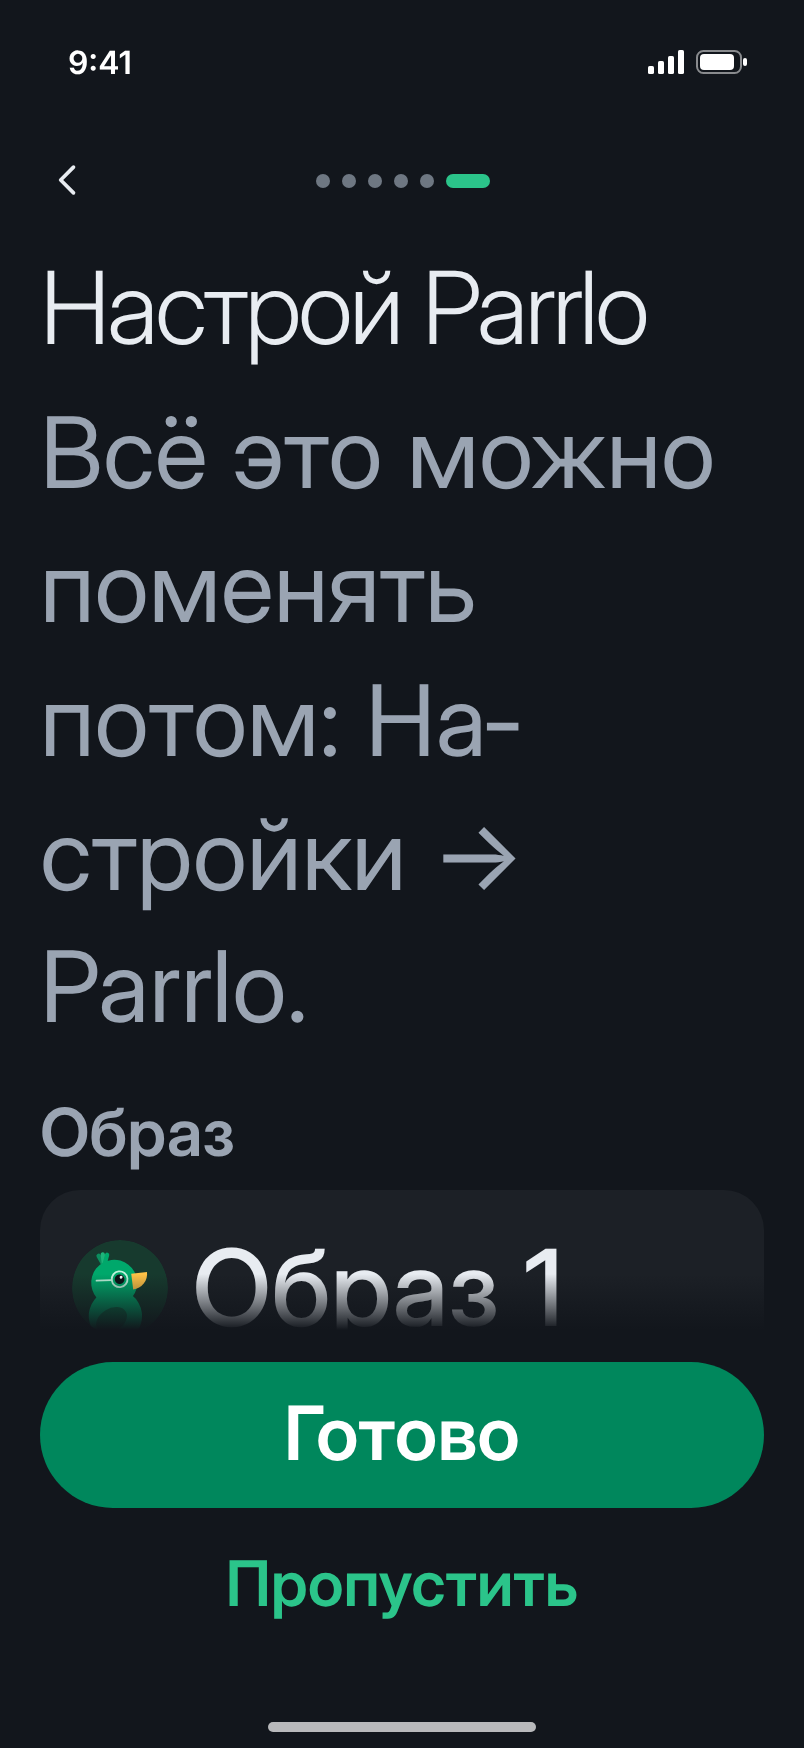 9:41
Настрой Parrlo
Всё это можно
поменять
потом: На-
стройки →
Parrlo.
Образ
Образ 1
Готово
Пропустить